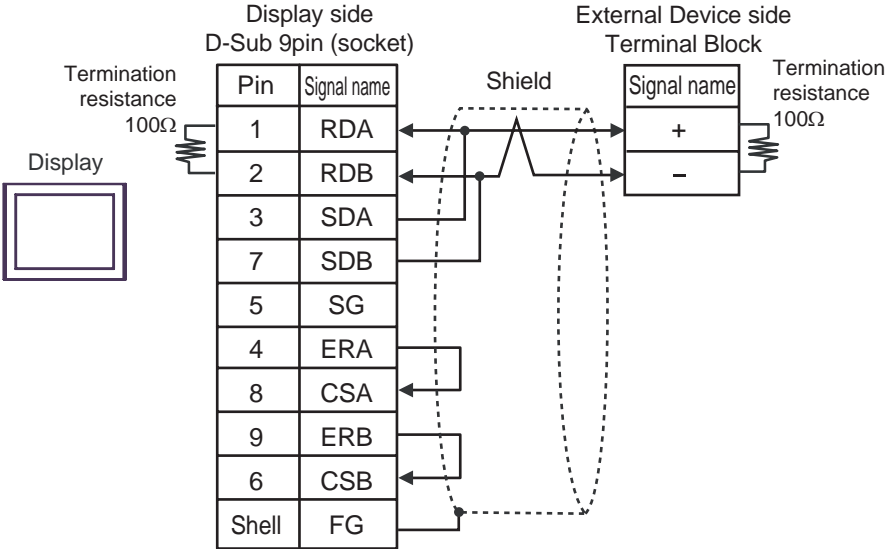 Display side
D-Sub 9pin (socket)
External Device side
Terminal Block
Termination
resistance
100Ω
Display
Pin Signal name
1 RDA
2 RDB
3 SDA
7 SDB
5 SG
4 ERA
8 CSA
9 ERB
6 CSB
Shell FG
Shield
Signal name
+
−
Termination
resistance
100Ω